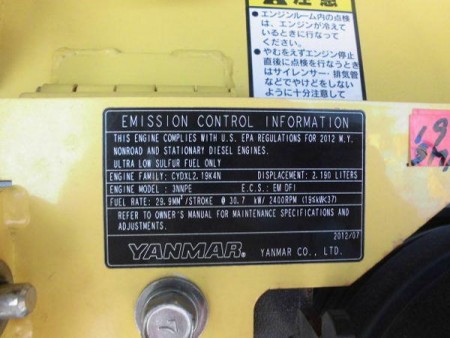 注意
●エンジンルーム内の点検
は、エンジンが冷えて
いるときに行なって
ください。
●やむをえずエンジン停止
直後に点検を行なうとき
はサイレンサー・排気管
などでやけどをしない
ように十分注意して
EMISSION CONTROL INFORMATION
THIS ENGINE COMPLIES WITH U.S. EPA REGULATIONS FOR 2012 M.Y.
NONROAD AND STATIONARY DIESEL ENGINES.
ULTRA LOW SULFUR FUEL ONLY
ENGINE FAMILY: CYDXL2.19K4N DISPLACEMENT: 2.190 LITERS
ENGINE MODEL: 3NNPE E.C.S.: EM DFI
FUEL RATE: 29.9MM³/STROKE @ 30.7 kW/ 2400RPM (19≤kW<37)
REFER TO OWNER'S MANUAL FOR MAINTENANCE SPECIFICATIONS AND
ADJUSTMENTS.
2012/07
YANMAR® YANMAR CO., LTD.
7